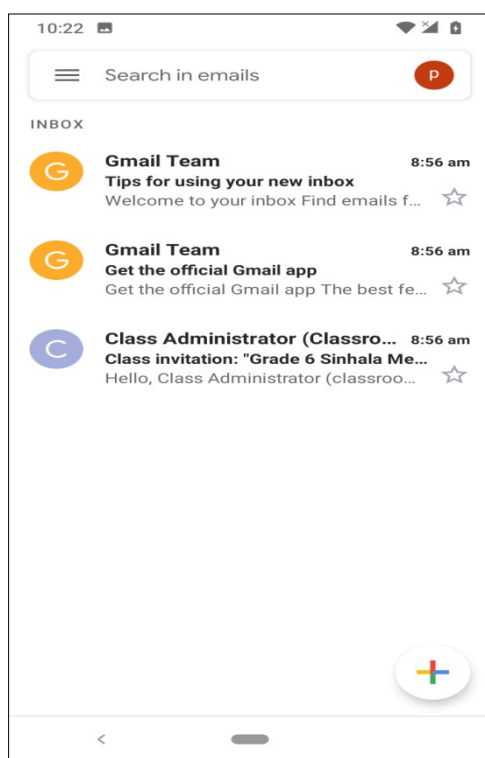 10:22
Search in emails
p
INBOX
G
Gmail Team 8:56 am
Tips for using your new inbox
Welcome to your inbox Find emails f...
G
Gmail Team 8:56 am
Get the official Gmail app
Get the official Gmail app The best fe...
C
Class Administrator (Classro... 8:56 am
Class invitation: "Grade 6 Sinhala Me...
Hello, Class Administrator (classroo...